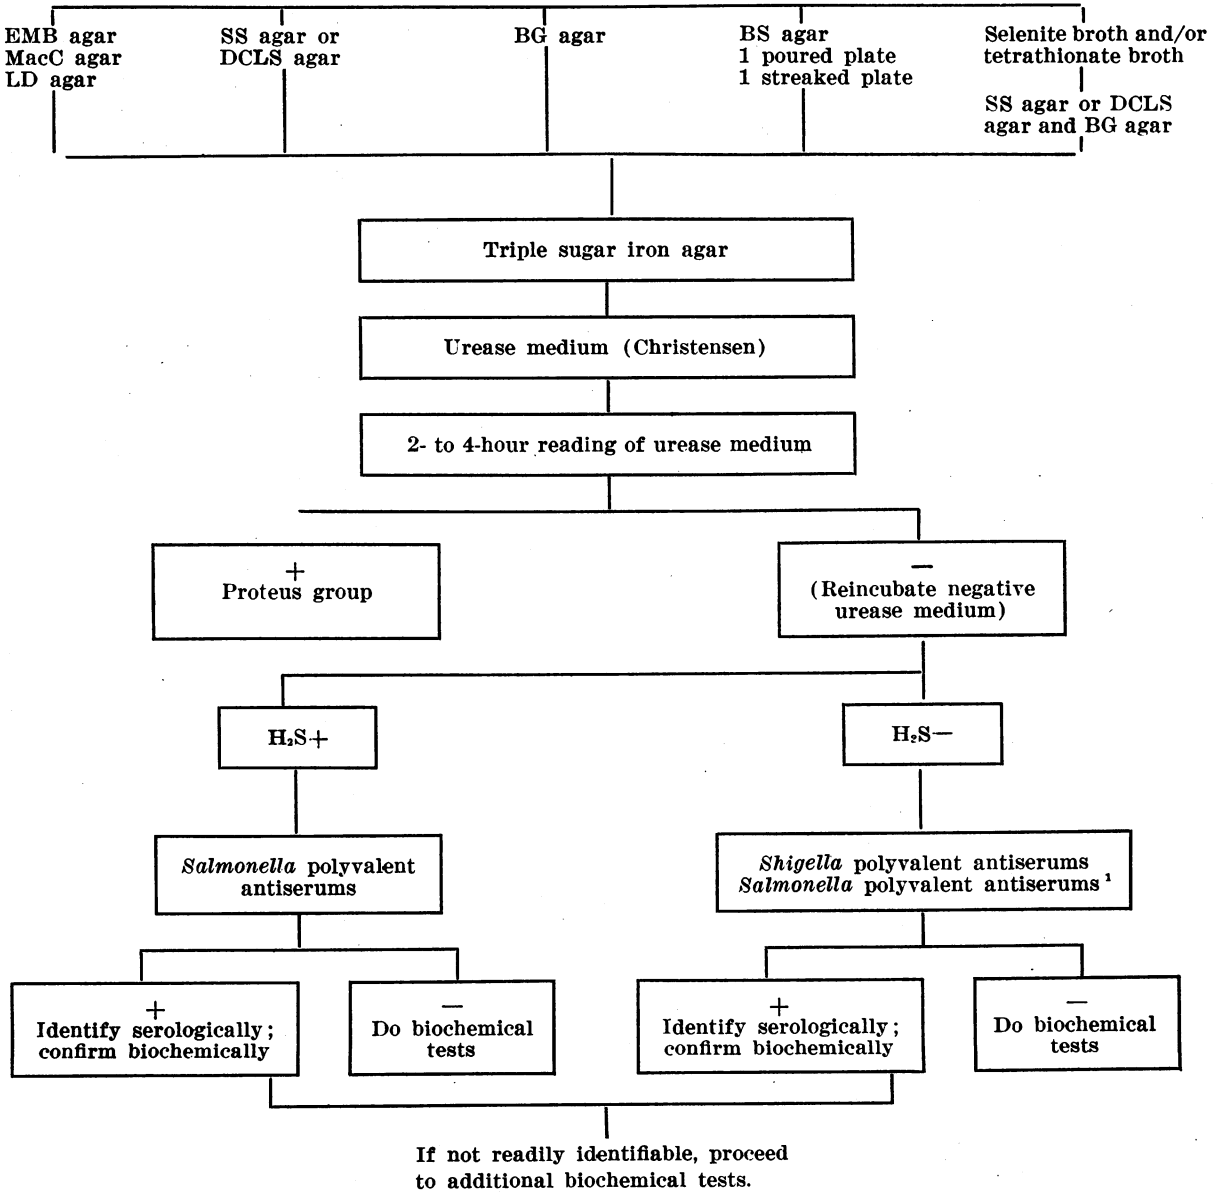 EMB agar
MacC agar
LD agar
SS agar or
DCLS agar
BG agar
BS agar
1 poured plate
1 streaked plate
Selenite broth and/or
tetrathionate broth
SS agar or DCLS
agar and BG agar
Triple sugar iron agar
Urease medium (Christensen)
2- to 4-hour reading of urease medium
+
Proteus group
—
(Reincubate negative
urease medium)
H₂S+
H₂S—
Salmonella polyvalent
antiserums
Shigella polyvalent antiserums
Salmonella polyvalent antiserums ¹
+
Identify serologically;
confirm biochemically
—
Do biochemical
tests
+
Identify serologically;
confirm biochemically
—
Do biochemical
tests
If not readily identifiable, proceed
to additional biochemical tests.